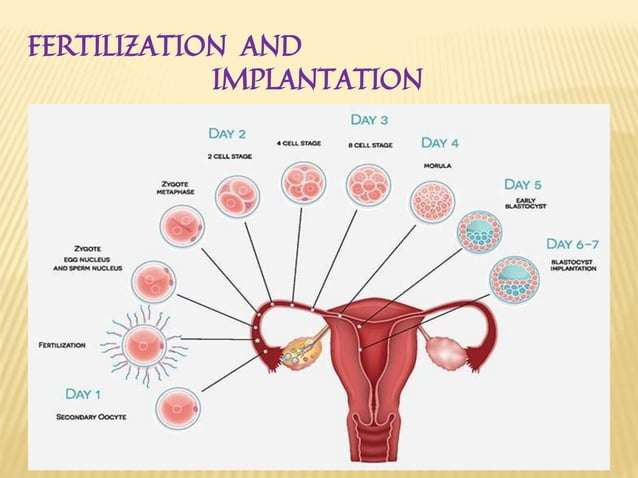 FERTILIZATION AND
IMPLANTATION
DAY 3
DAY 2
4 CELL STAGE
8 CELL STAGE
DAY 4
2 CELL STAGE
MORULA
ZYGOTE
METAPHASE
DAY 5
EARLY
BLASTOCYST
ZYGOTE
EGG NUCLEUS
AND SPERM NUCLEUS
DAY 6-7
BLASTOCYST
IMPLANTATION
FERTILIZATION
DAY 1
SECONDARY OOCYTE